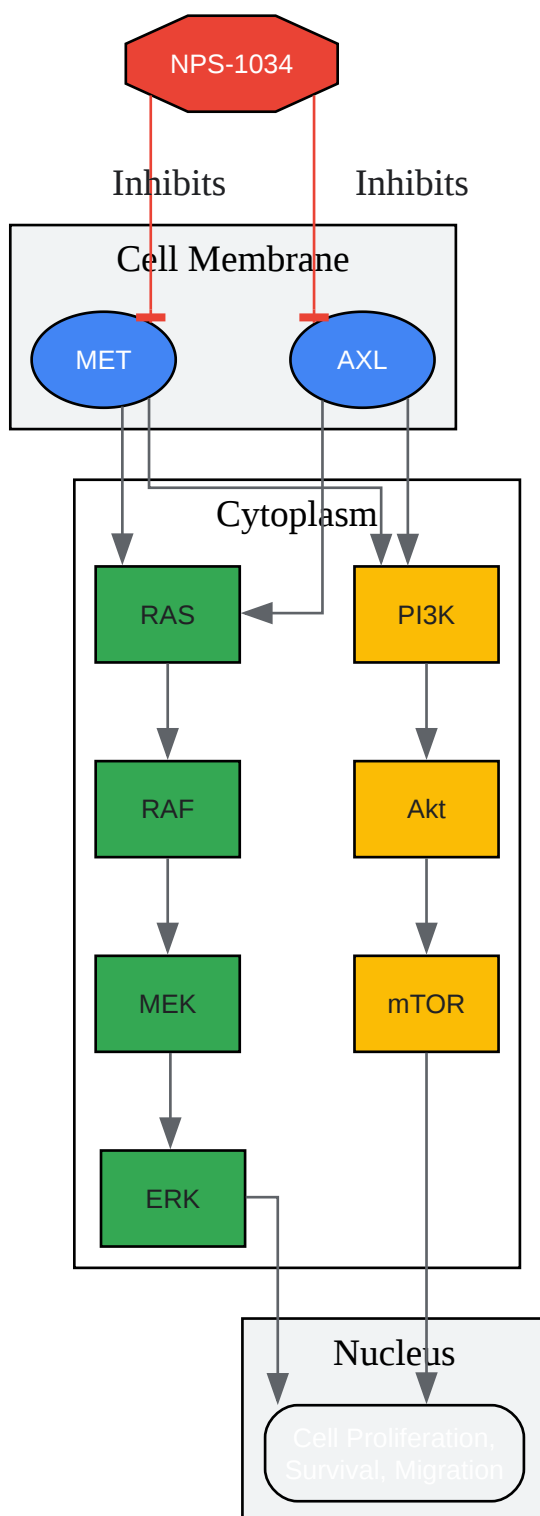 NPS-1034
Inhibits
Inhibits
Cell Membrane
MET
AXL
Cytoplasm
RAS
PI3K
RAF
Akt
MEK
mTOR
ERK
Nucleus
Cell Proliferation,
Survival, Migration